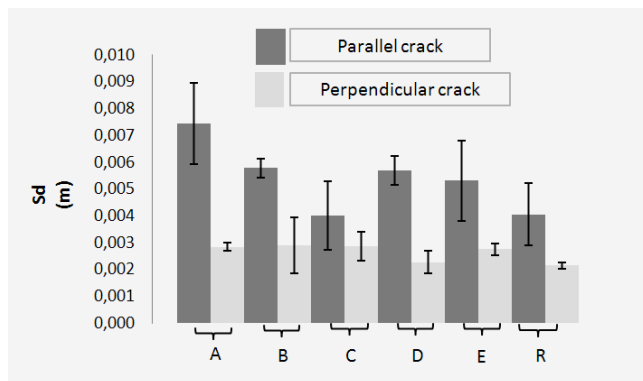 Parallel crack
Perpendicular crack
0,010
0,009
0,008
0,007
0,006
0,005
0,004
0,003
0,002
0,001
0,000
Sd
(m)
A B C D E R